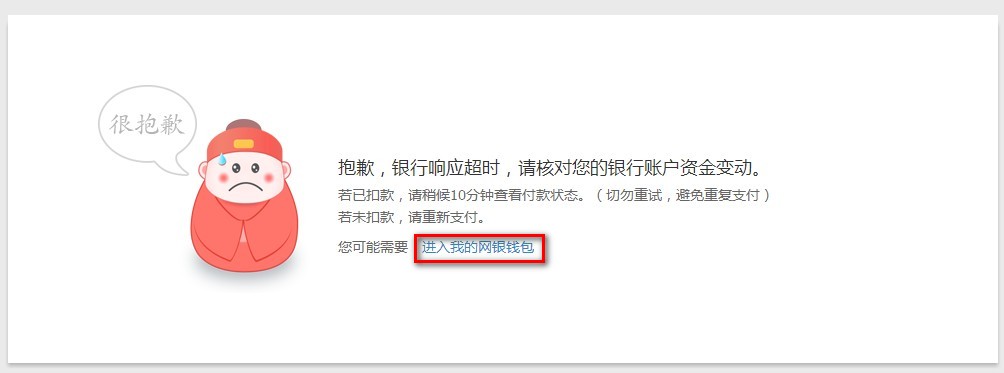 很抱歉
抱歉，银行响应超时，请核对您的银行账户资金变动。
若已扣款，请稍候10分钟查看付款状态。（切勿重试，避免重复支付）
若未扣款，请重新支付。
您可能需要 进入我的网银钱包